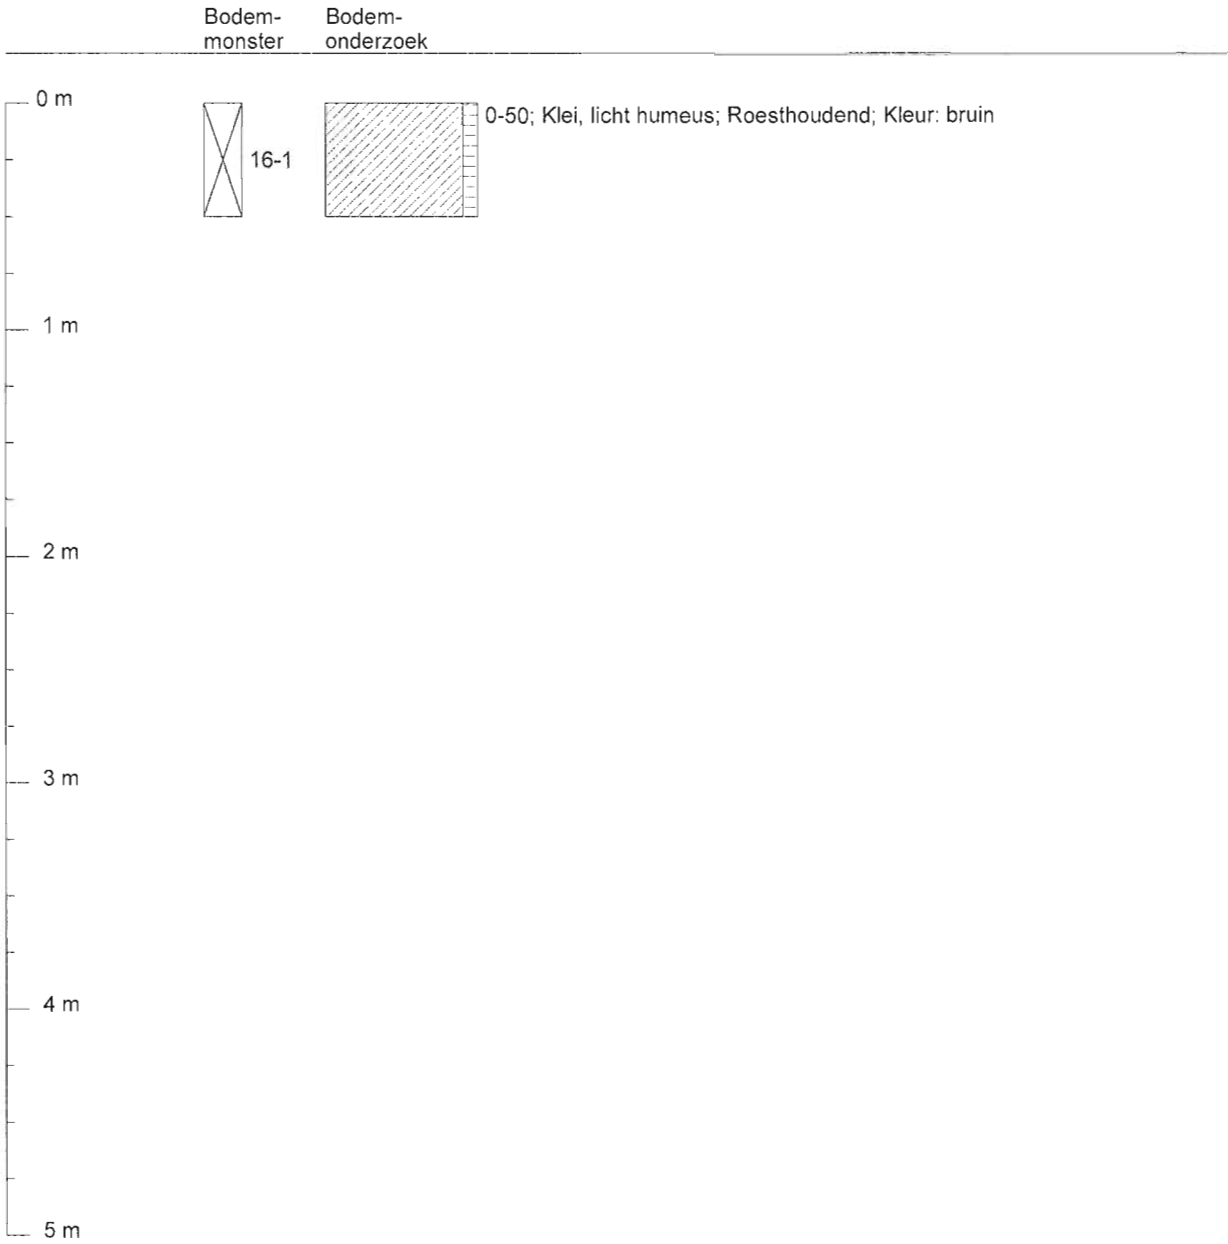 Bodem-
monster
Bodem-
onderzoek
0 m
0-50; Klei, licht humeus; Roesthoudend; Kleur: bruin
16-1
1 m
2 m
3 m
4 m
5 m